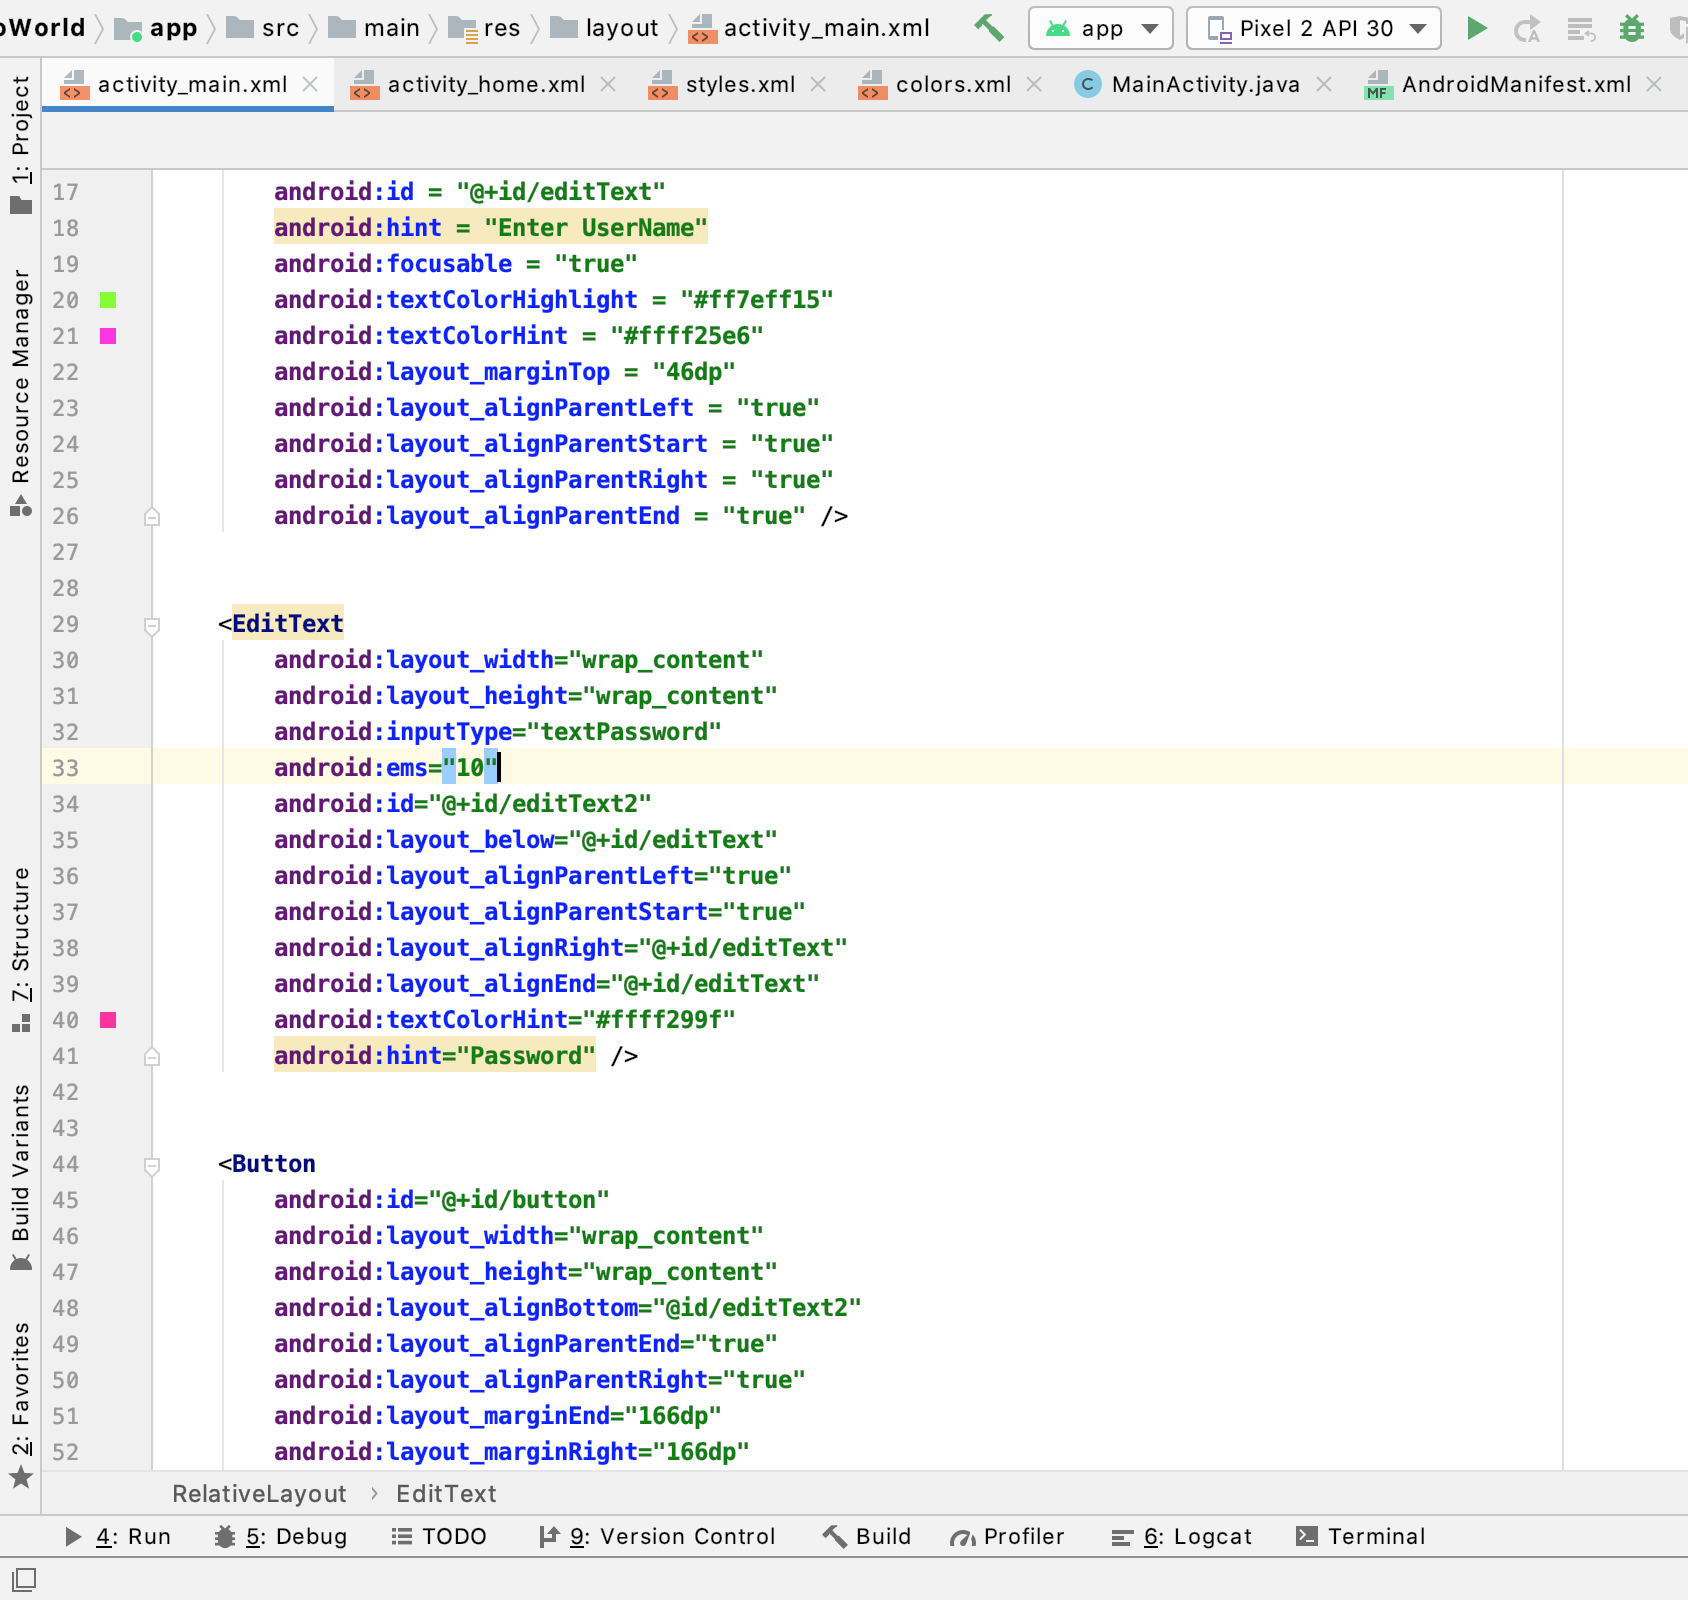 oWorld app src main res layout activity_main.xml app Pixel 2 API 30
activity_main.xml activity_home.xml styles.xml colors.xml C MainActivity.java MF AndroidManifest.xml
1: Project
Resource Manager
7: Structure
Build Variants
2: Favorites
17 android:id = "@+id/editText"
18 android:hint = "Enter UserName"
19 android:focusable = "true"
20 android:textColorHighlight = "#ff7eff15"
21 android:textColorHint = "#ffff25e6"
22 android:layout_marginTop = "46dp"
23 android:layout_alignParentLeft = "true"
24 android:layout_alignParentStart = "true"
25 android:layout_alignParentRight = "true"
26 android:layout_alignParentEnd = "true" />
27
28
29 <EditText
30 android:layout_width="wrap_content"
31 android:layout_height="wrap_content"
32 android:inputType="textPassword"
33 android:ems="10"
34 android:id="@+id/editText2"
35 android:layout_below="@+id/editText"
36 android:layout_alignParentLeft="true"
37 android:layout_alignParentStart="true"
38 android:layout_alignRight="@+id/editText"
39 android:layout_alignEnd="@+id/editText"
40 android:textColorHint="#ffff299f"
41 android:hint="Password" />
42
43
44 <Button
45 android:id="@+id/button"
46 android:layout_width="wrap_content"
47 android:layout_height="wrap_content"
48 android:layout_alignBottom="@id/editText2"
49 android:layout_alignParentEnd="true"
50 android:layout_alignParentRight="true"
51 android:layout_marginEnd="166dp"
52 android:layout_marginRight="166dp"
RelativeLayout › EditText
4: Run 5: Debug TODO 9: Version Control Build Profiler 6: Logcat Terminal